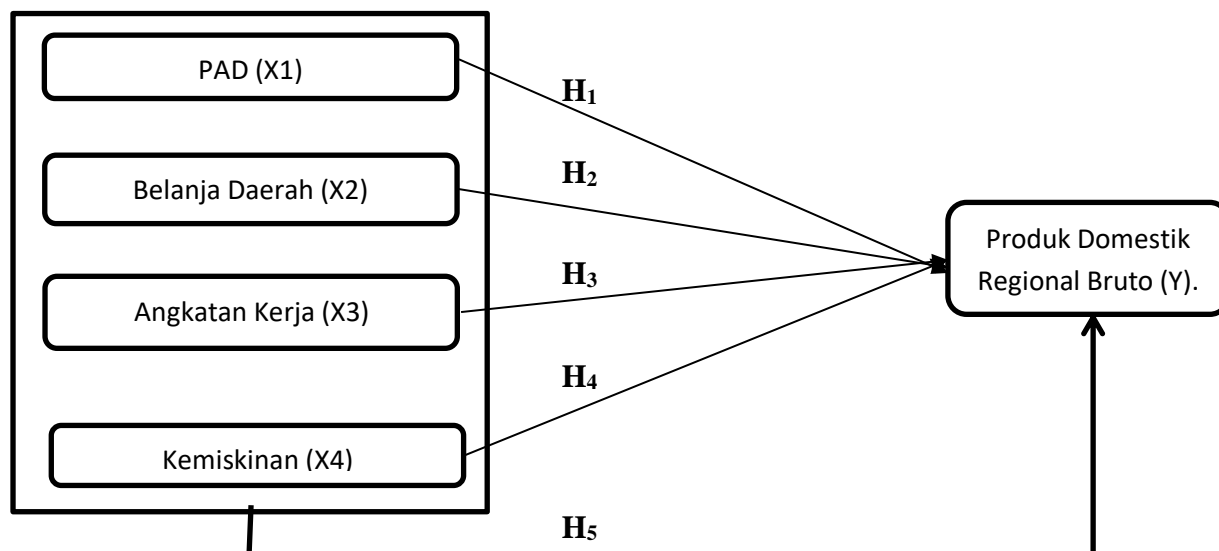 PAD (X1)
H₁
Belanja Daerah (X2)
H₂
Produk Domestik
Regional Bruto (Y).
Angkatan Kerja (X3)
H₃
H₄
Kemiskinan (X4)
H₅